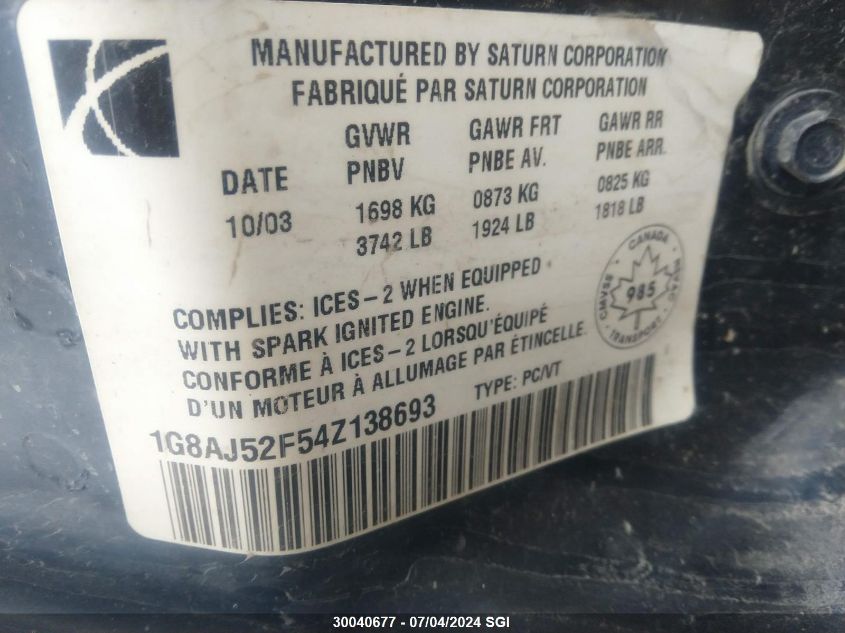 MANUFACTURED BY SATURN CORPORATION
FABRIQUÉ PAR SATURN CORPORATION
DATE
10/03
GVWR
PNBV
1698 KG
3742 LB
GAWR FRT
PNBE AV.
0873 KG
1924 LB
GAWR RR
PNBE ARR.
0825 KG
1818 LB
COMPLIES: ICES-2 WHEN EQUIPPED
WITH SPARK IGNITED ENGINE.
CONFORME À ICES-2 LORSQU'ÉQUIPÉ
D'UN MOTEUR À ALLUMAGE PAR ÉTINCELLE.
CANADA
CMVSS
985
NSVAC
TRANSPORT
1G8AJ52F54Z138693
TYPE: PC/VT
30040677 - 07/04/2024 SGI